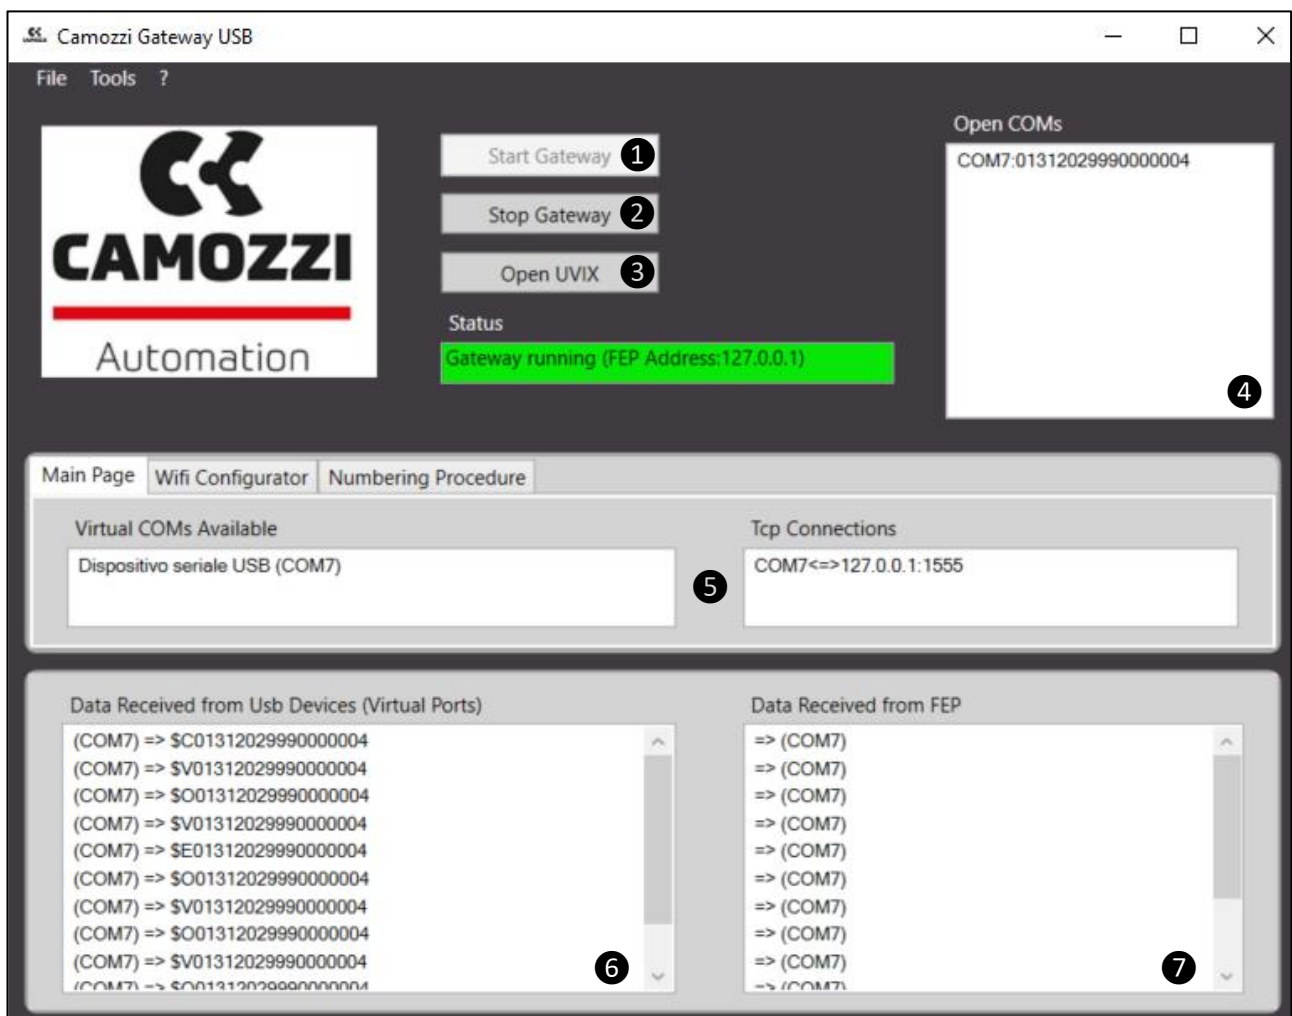 Camozzi Gateway USB
File Tools ?
CAMOZZI
Automation
Start Gateway 1
Stop Gateway 2
Open UVIX 3
Status
Gateway running (FEP Address:127.0.0.1)
Open COMs
COM7:01312029990000004
4
Main Page Wifi Configurator Numbering Procedure
Virtual COMs Available
Dispositivo seriale USB (COM7)
5
Tcp Connections
COM7<=>127.0.0.1:1555
Data Received from Usb Devices (Virtual Ports)
(COM7) => $C01312029990000004
(COM7) => $V01312029990000004
(COM7) => $O01312029990000004
(COM7) => $V01312029990000004
(COM7) => $E01312029990000004
(COM7) => $O01312029990000004
(COM7) => $V01312029990000004
(COM7) => $O01312029990000004
(COM7) => $V01312029990000004
(COM7) => $O01312029990000004
6
Data Received from FEP
=> (COM7)
=> (COM7)
=> (COM7)
=> (COM7)
=> (COM7)
=> (COM7)
=> (COM7)
=> (COM7)
=> (COM7)
=> (COM7)
7